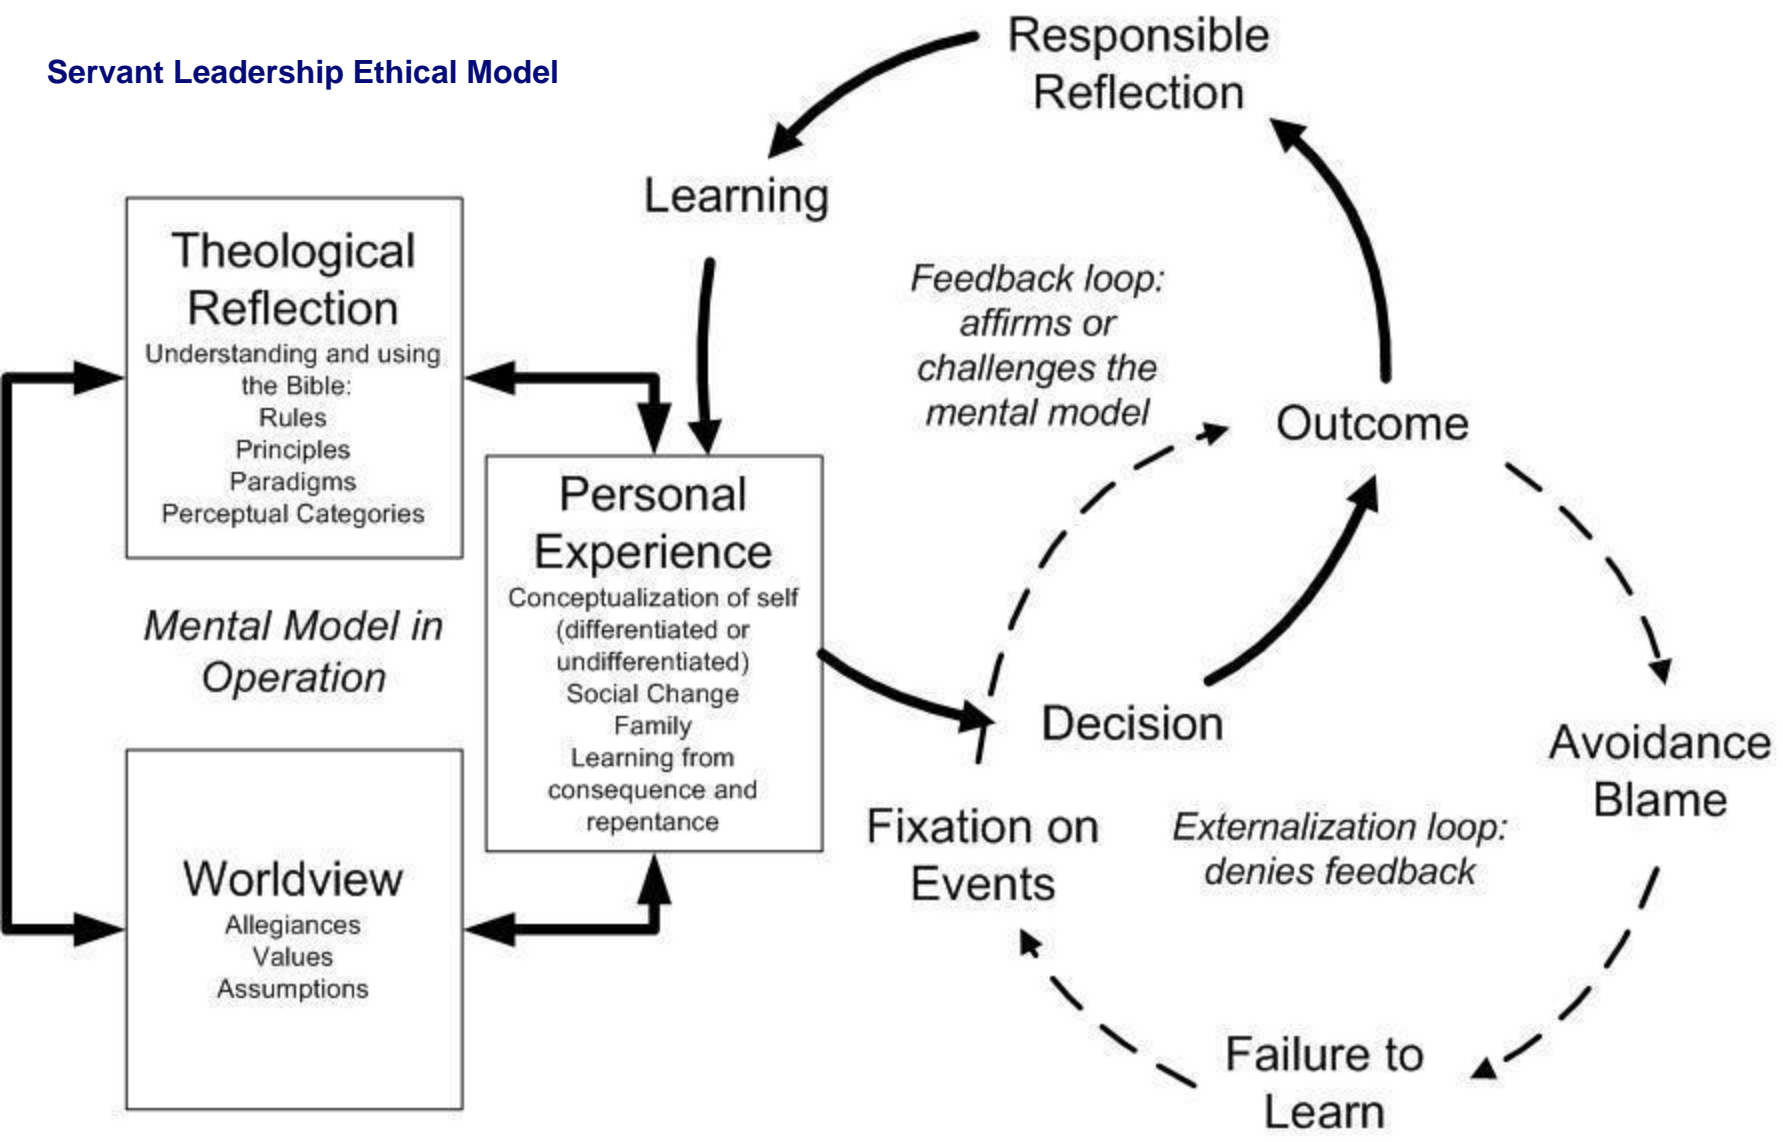 Servant Leadership Ethical Model
Responsible
Reflection
Learning
Theological
Reflection
Understanding and using
the Bible:
Rules
Principles
Paradigms
Perceptual Categories
Feedback loop:
affirms or
challenges the
mental model
Outcome
Personal
Experience
Conceptualization of self
(differentiated or
undifferentiated)
Social Change
Family
Learning from
consequence and
repentance
Mental Model in
Operation
Decision
Avoidance
Blame
Fixation on
Events
Externalization loop:
denies feedback
Worldview
Allegiances
Values
Assumptions
Failure to
Learn